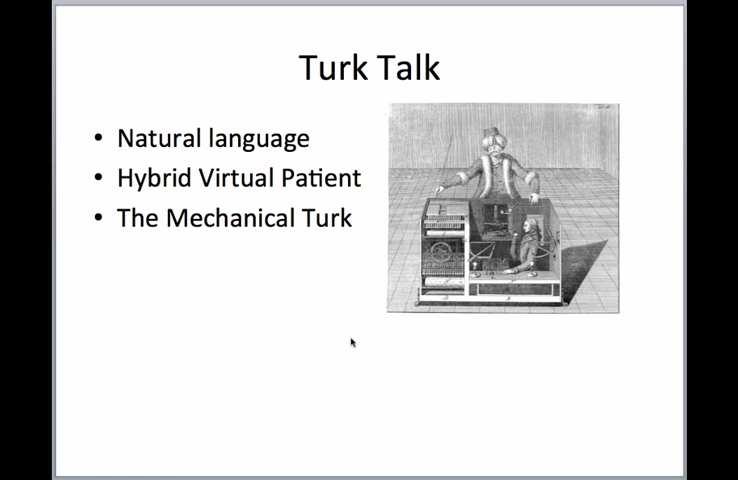 Turk Talk
• Natural language
• Hybrid Virtual Patient
• The Mechanical Turk